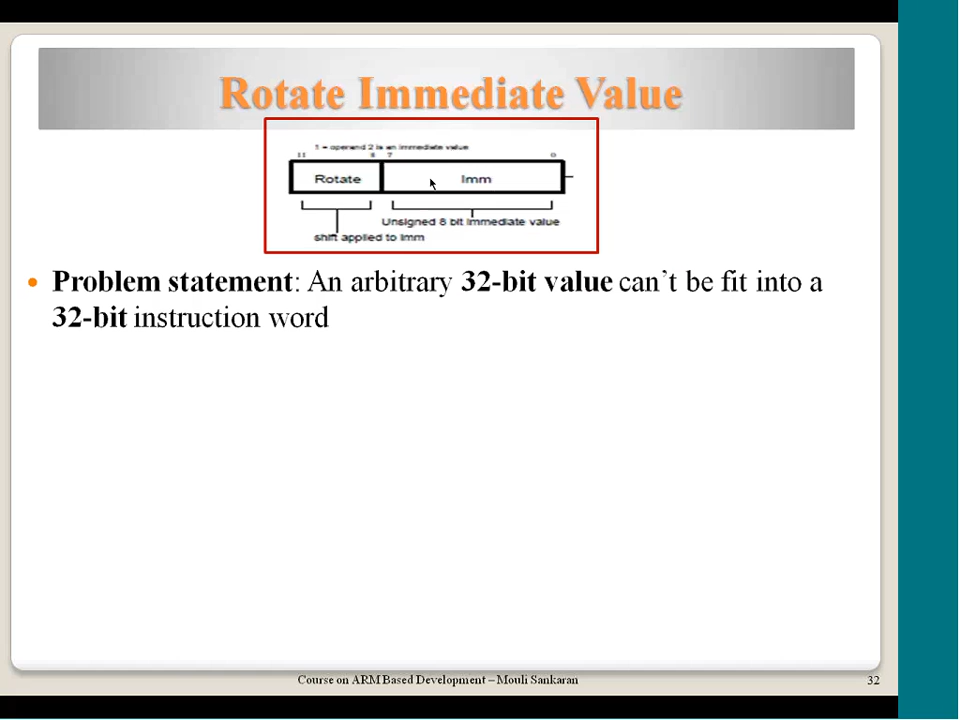 Rotate Immediate Value
1 = operand 2 is an immediate value
11 8 7 0
Rotate Imm
Unsigned 8 bit immediate value
shift applied to Imm
Problem statement: An arbitrary 32-bit value can't be fit into a
32-bit instruction word
Course on ARM Based Development – Mouli Sankaran 32